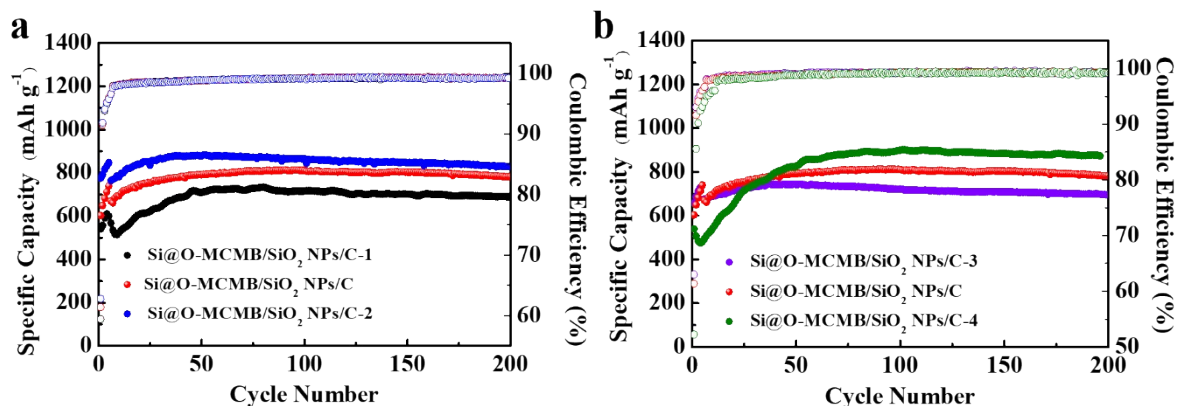 a
1400
1200
1000
800
600
400
200
0
Specific Capacity (mAh g⁻¹)
100
90
80
70
60
Coulombic Efficiency (%)
Si@O-MCMB/SiO₂ NPs/C-1
Si@O-MCMB/SiO₂ NPs/C
Si@O-MCMB/SiO₂ NPs/C-2
0 50 100 150 200
Cycle Number
b
1400
1200
1000
800
600
400
200
0
Specific Capacity (mAh g⁻¹)
100
90
80
70
60
50
Coulombic Efficiency (%)
Si@O-MCMB/SiO₂ NPs/C-3
Si@O-MCMB/SiO₂ NPs/C
Si@O-MCMB/SiO₂ NPs/C-4
0 50 100 150 200
Cycle Number